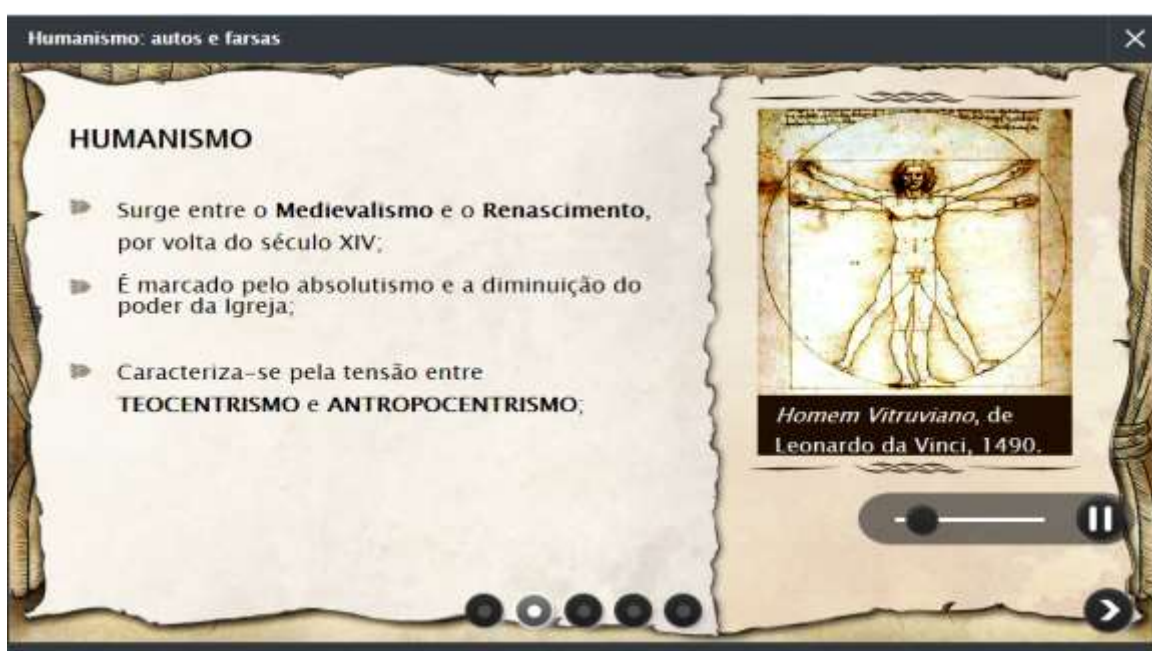 Humanismo: autos e farsas
HUMANISMO
Surge entre o Medievalismo e o Renascimento,
por volta do século XIV;
É marcado pelo absolutismo e a diminuição do
poder da Igreja;
Caracteriza-se pela tensão entre
TEOCENTRISMO e ANTROPOCENTRISMO;
Homem Vitruviano, de
Leonardo da Vinci, 1490.